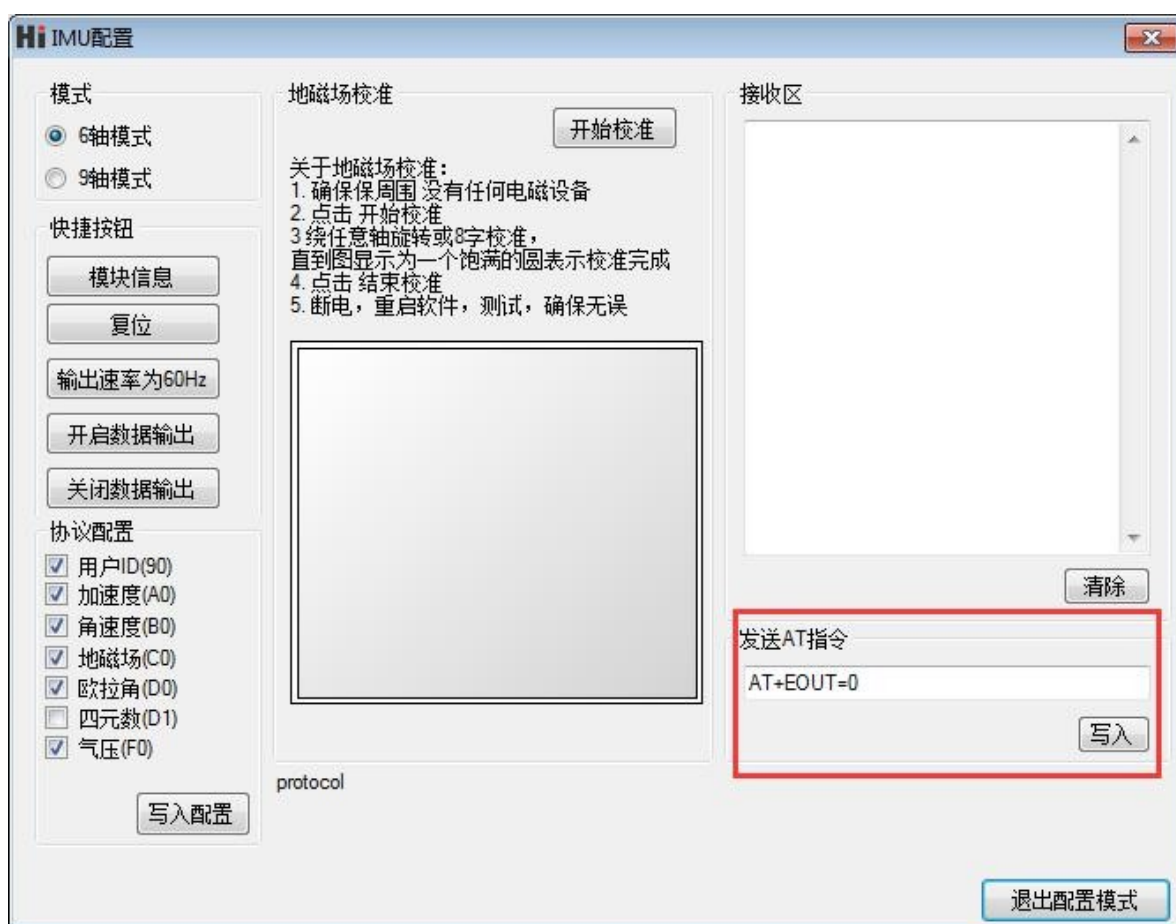 Hi IMU配置
模式
6轴模式
9轴模式
快捷按钮
模块信息
复位
输出速率为60Hz
开启数据输出
关闭数据输出
协议配置
用户ID(90)
加速度(A0)
角速度(B0)
地磁场(C0)
欧拉角(D0)
四元数(D1)
气压(F0)
写入配置
地磁场校准
开始校准
关于地磁场校准:
1. 确保保周围 没有任何电磁设备
2. 点击 开始校准
3 绕任意轴旋转或8字校准，
直到图显示为一个饱满的圆表示校准完成
4. 点击 结束校准
5. 断电，重启软件，测试，确保无误
protocol
接收区
清除
发送AT指令
AT+EOUT=0
写入
退出配置模式